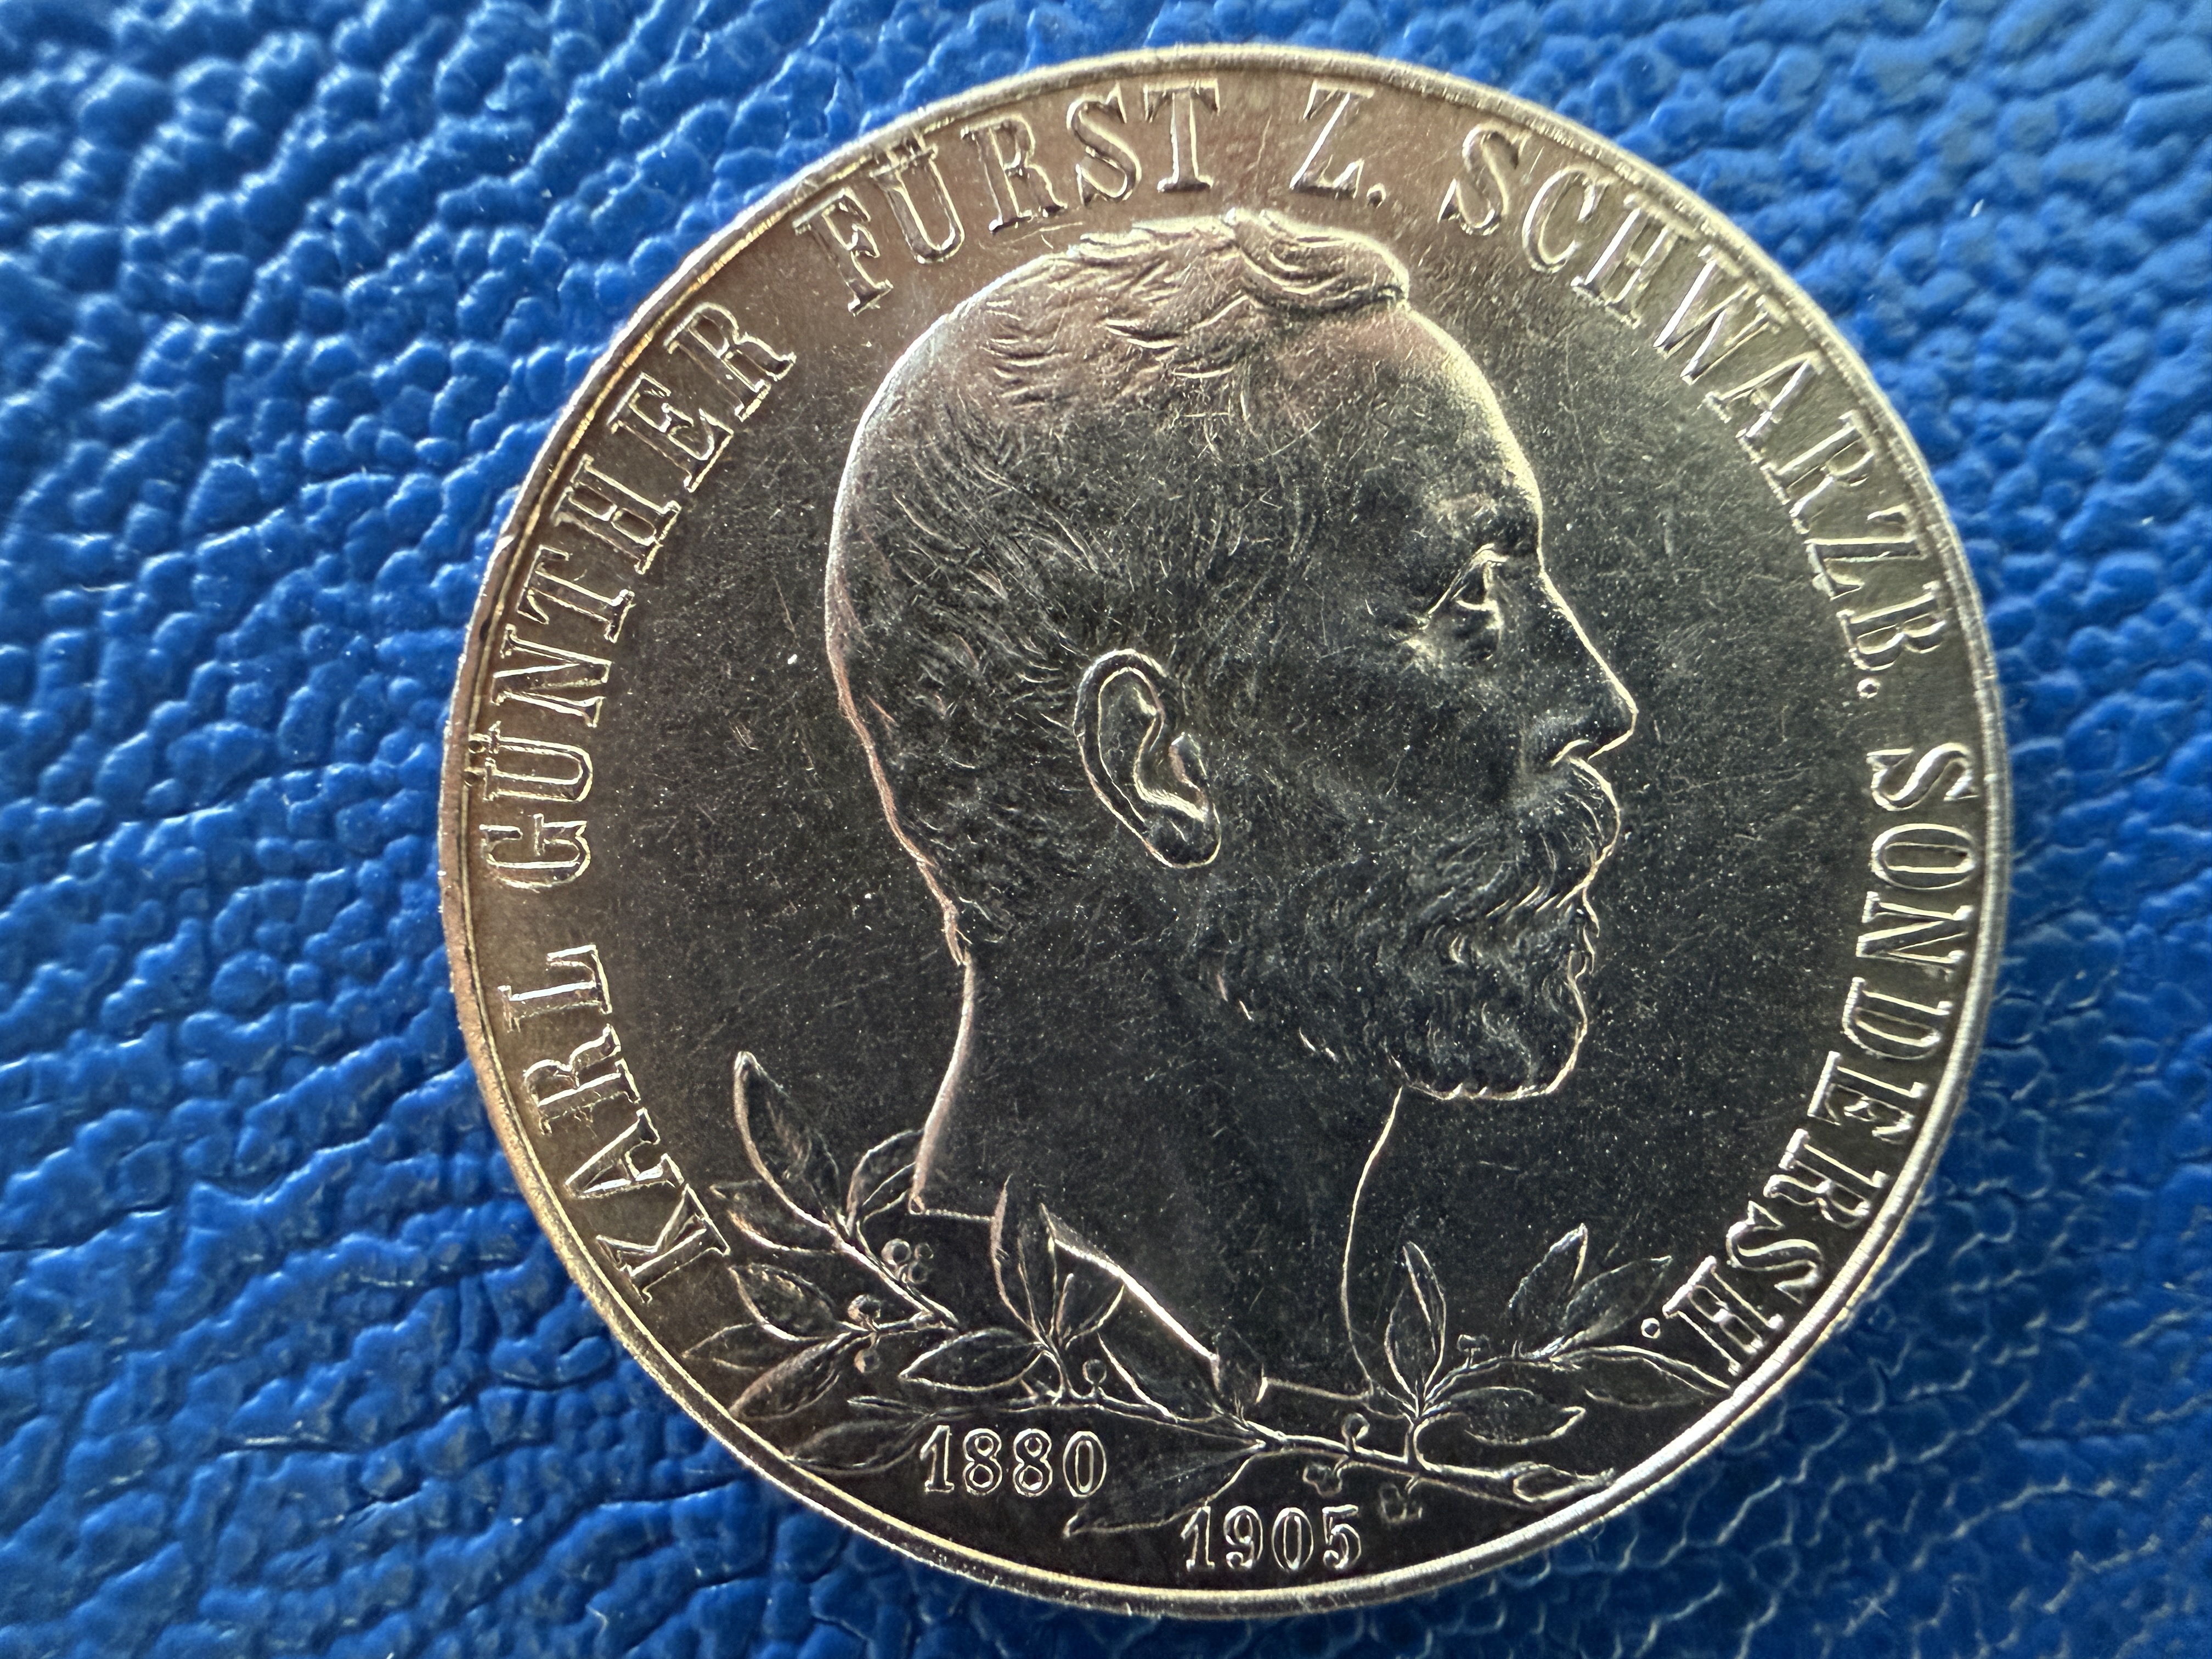 KARL GÜNTHER FÜRST Z. SCHWARZB. SONDERSH.
1880
1905